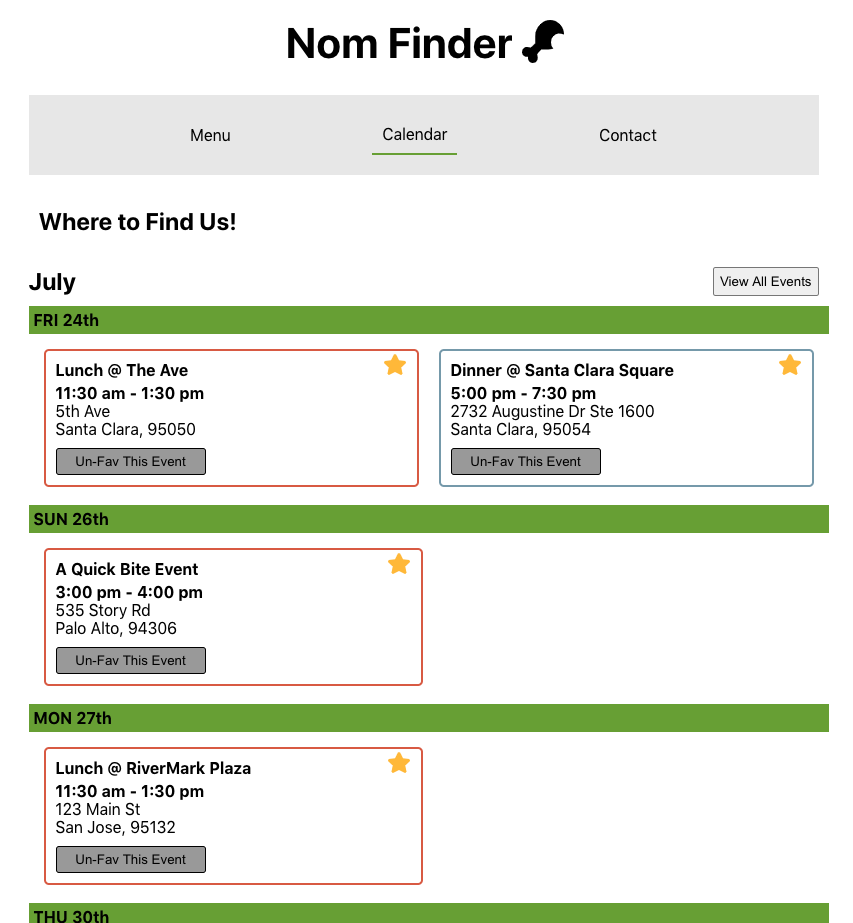 Nom Finder
Menu Calendar Contact
Where to Find Us!
July
View All Events
FRI 24th
Lunch @ The Ave
11:30 am - 1:30 pm
5th Ave
Santa Clara, 95050
Un-Fav This Event
Dinner @ Santa Clara Square
5:00 pm - 7:30 pm
2732 Augustine Dr Ste 1600
Santa Clara, 95054
Un-Fav This Event
SUN 26th
A Quick Bite Event
3:00 pm - 4:00 pm
535 Story Rd
Palo Alto, 94306
Un-Fav This Event
MON 27th
Lunch @ RiverMark Plaza
11:30 am - 1:30 pm
123 Main St
San Jose, 95132
Un-Fav This Event
THU 30th